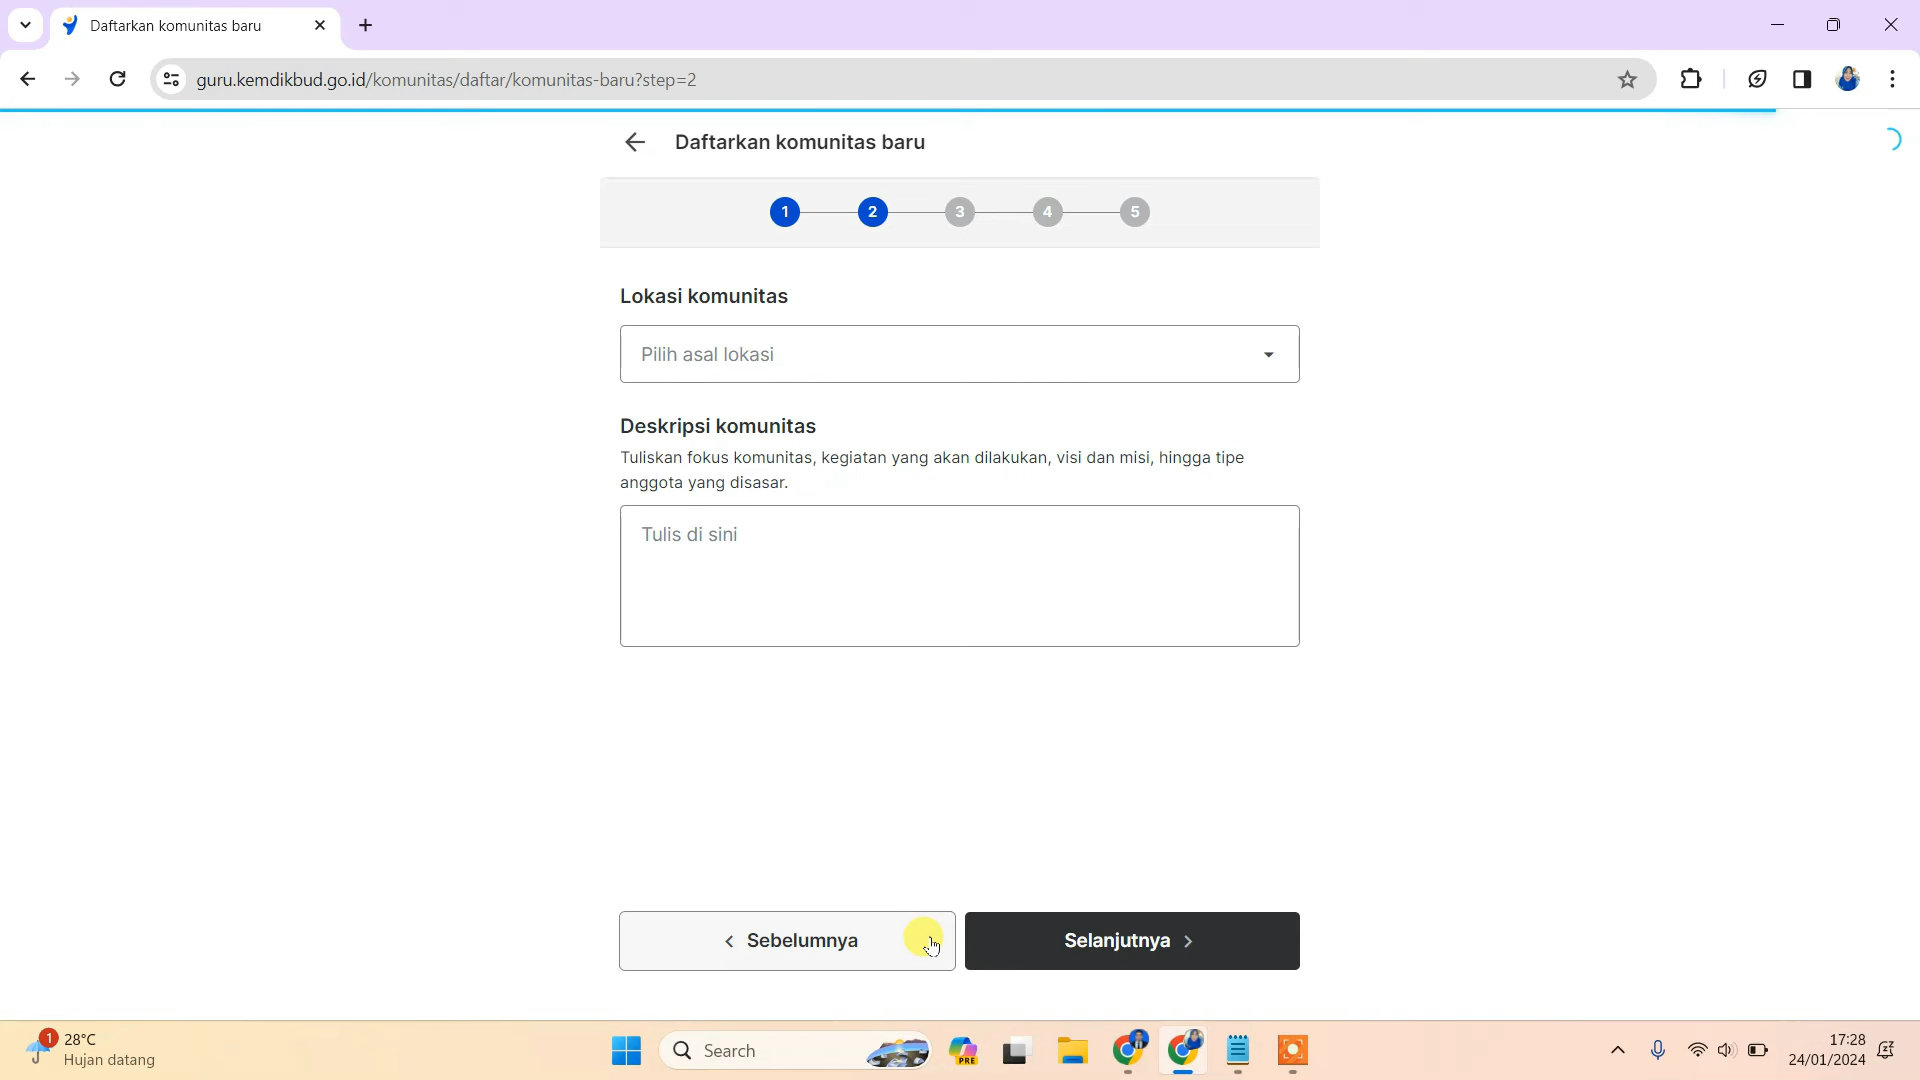 Daftarkan komunitas baru
guru.kemdikbud.go.id/komunitas/daftar/komunitas-baru?step=2
Daftarkan komunitas baru
1 2 3 4 5
Lokasi komunitas
Pilih asal lokasi
Deskripsi komunitas
Tuliskan fokus komunitas, kegiatan yang akan dilakukan, visi dan misi, hingga tipe
anggota yang disasar.
Tulis di sini
Sebelumnya
Selanjutnya
1
28°C
Hujan datang
Search
PRE
17:28
24/01/2024